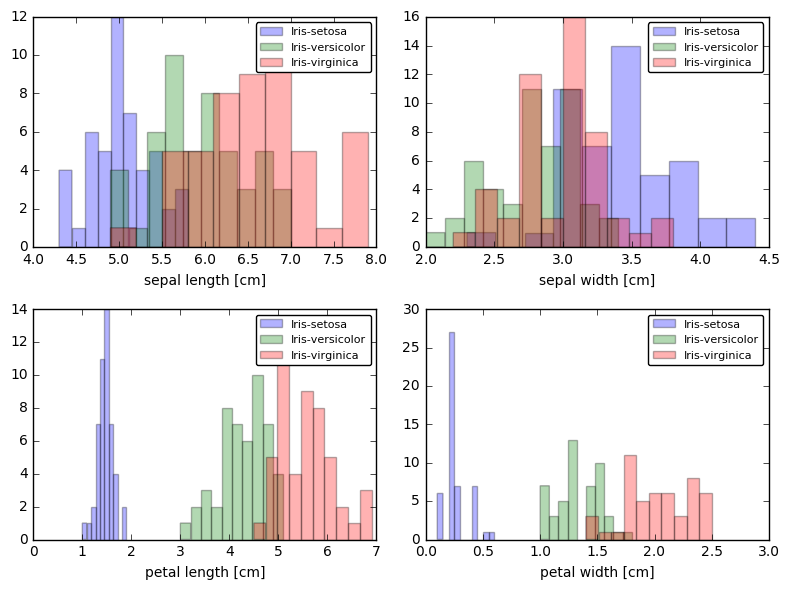 12
10
8
6
4
2
0
4.0 4.5 5.0 5.5 6.0 6.5 7.0 7.5 8.0
sepal length [cm]
Iris-setosa
Iris-versicolor
Iris-virginica
16
14
12
10
8
6
4
2
0
2.0 2.5 3.0 3.5 4.0 4.5
sepal width [cm]
Iris-setosa
Iris-versicolor
Iris-virginica
14
12
10
8
6
4
2
0
0 1 2 3 4 5 6 7
petal length [cm]
Iris-setosa
Iris-versicolor
Iris-virginica
30
25
20
15
10
5
0
0.0 0.5 1.0 1.5 2.0 2.5 3.0
petal width [cm]
Iris-setosa
Iris-versicolor
Iris-virginica